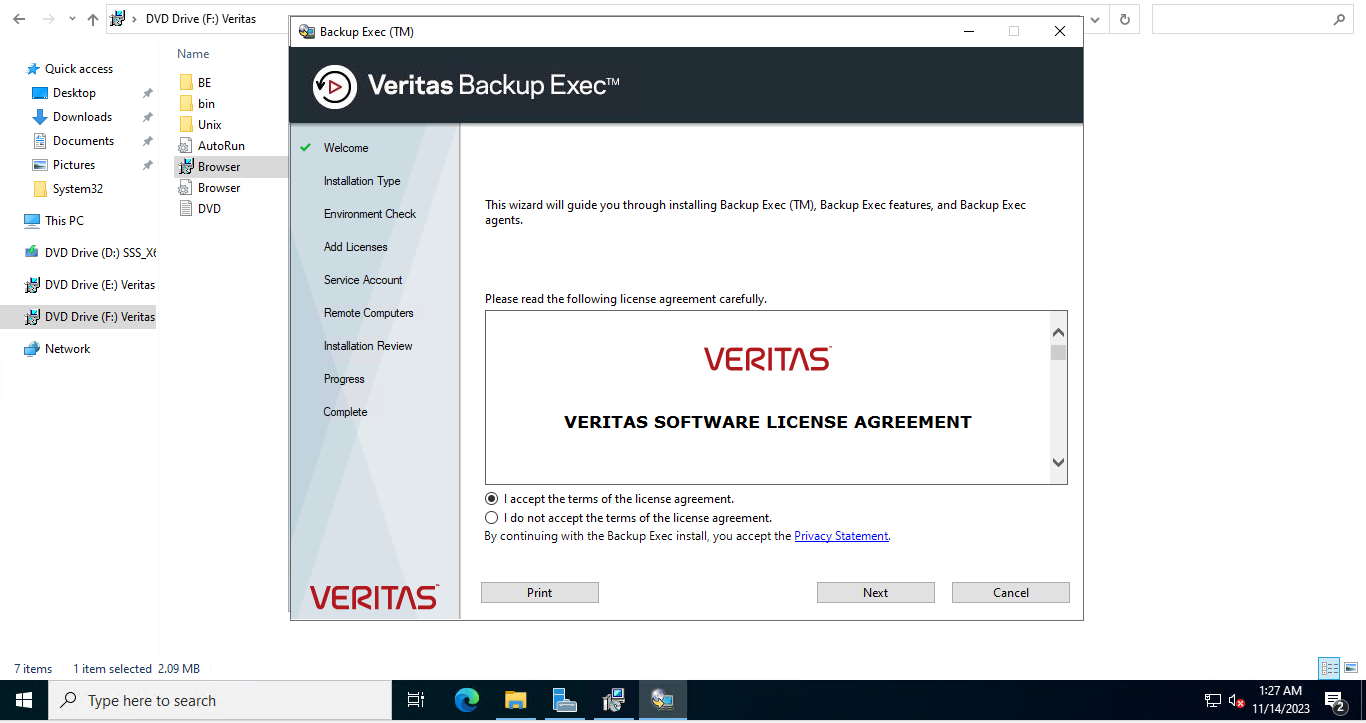 DVD Drive (F:) Veritas
Name
Quick access
Desktop
Downloads
Documents
Pictures
System32
This PC
DVD Drive (D:) SSS_X6
DVD Drive (E:) Veritas
DVD Drive (F:) Veritas
Network
BE
bin
Unix
AutoRun
Browser
Browser
DVD
Backup Exec (TM)
Veritas Backup Exec™
Welcome
Installation Type
Environment Check
Add Licenses
Service Account
Remote Computers
Installation Review
Progress
Complete
VERITAS™
This wizard will guide you through installing Backup Exec (TM), Backup Exec features, and Backup Exec
agents.
Please read the following license agreement carefully.
VERITAS™
VERITAS SOFTWARE LICENSE AGREEMENT
I accept the terms of the license agreement.
I do not accept the terms of the license agreement.
By continuing with the Backup Exec install, you accept the Privacy Statement.
Print
Next
Cancel
7 items
1 item selected 2.09 MB
Type here to search
1:27 AM
11/14/2023
2